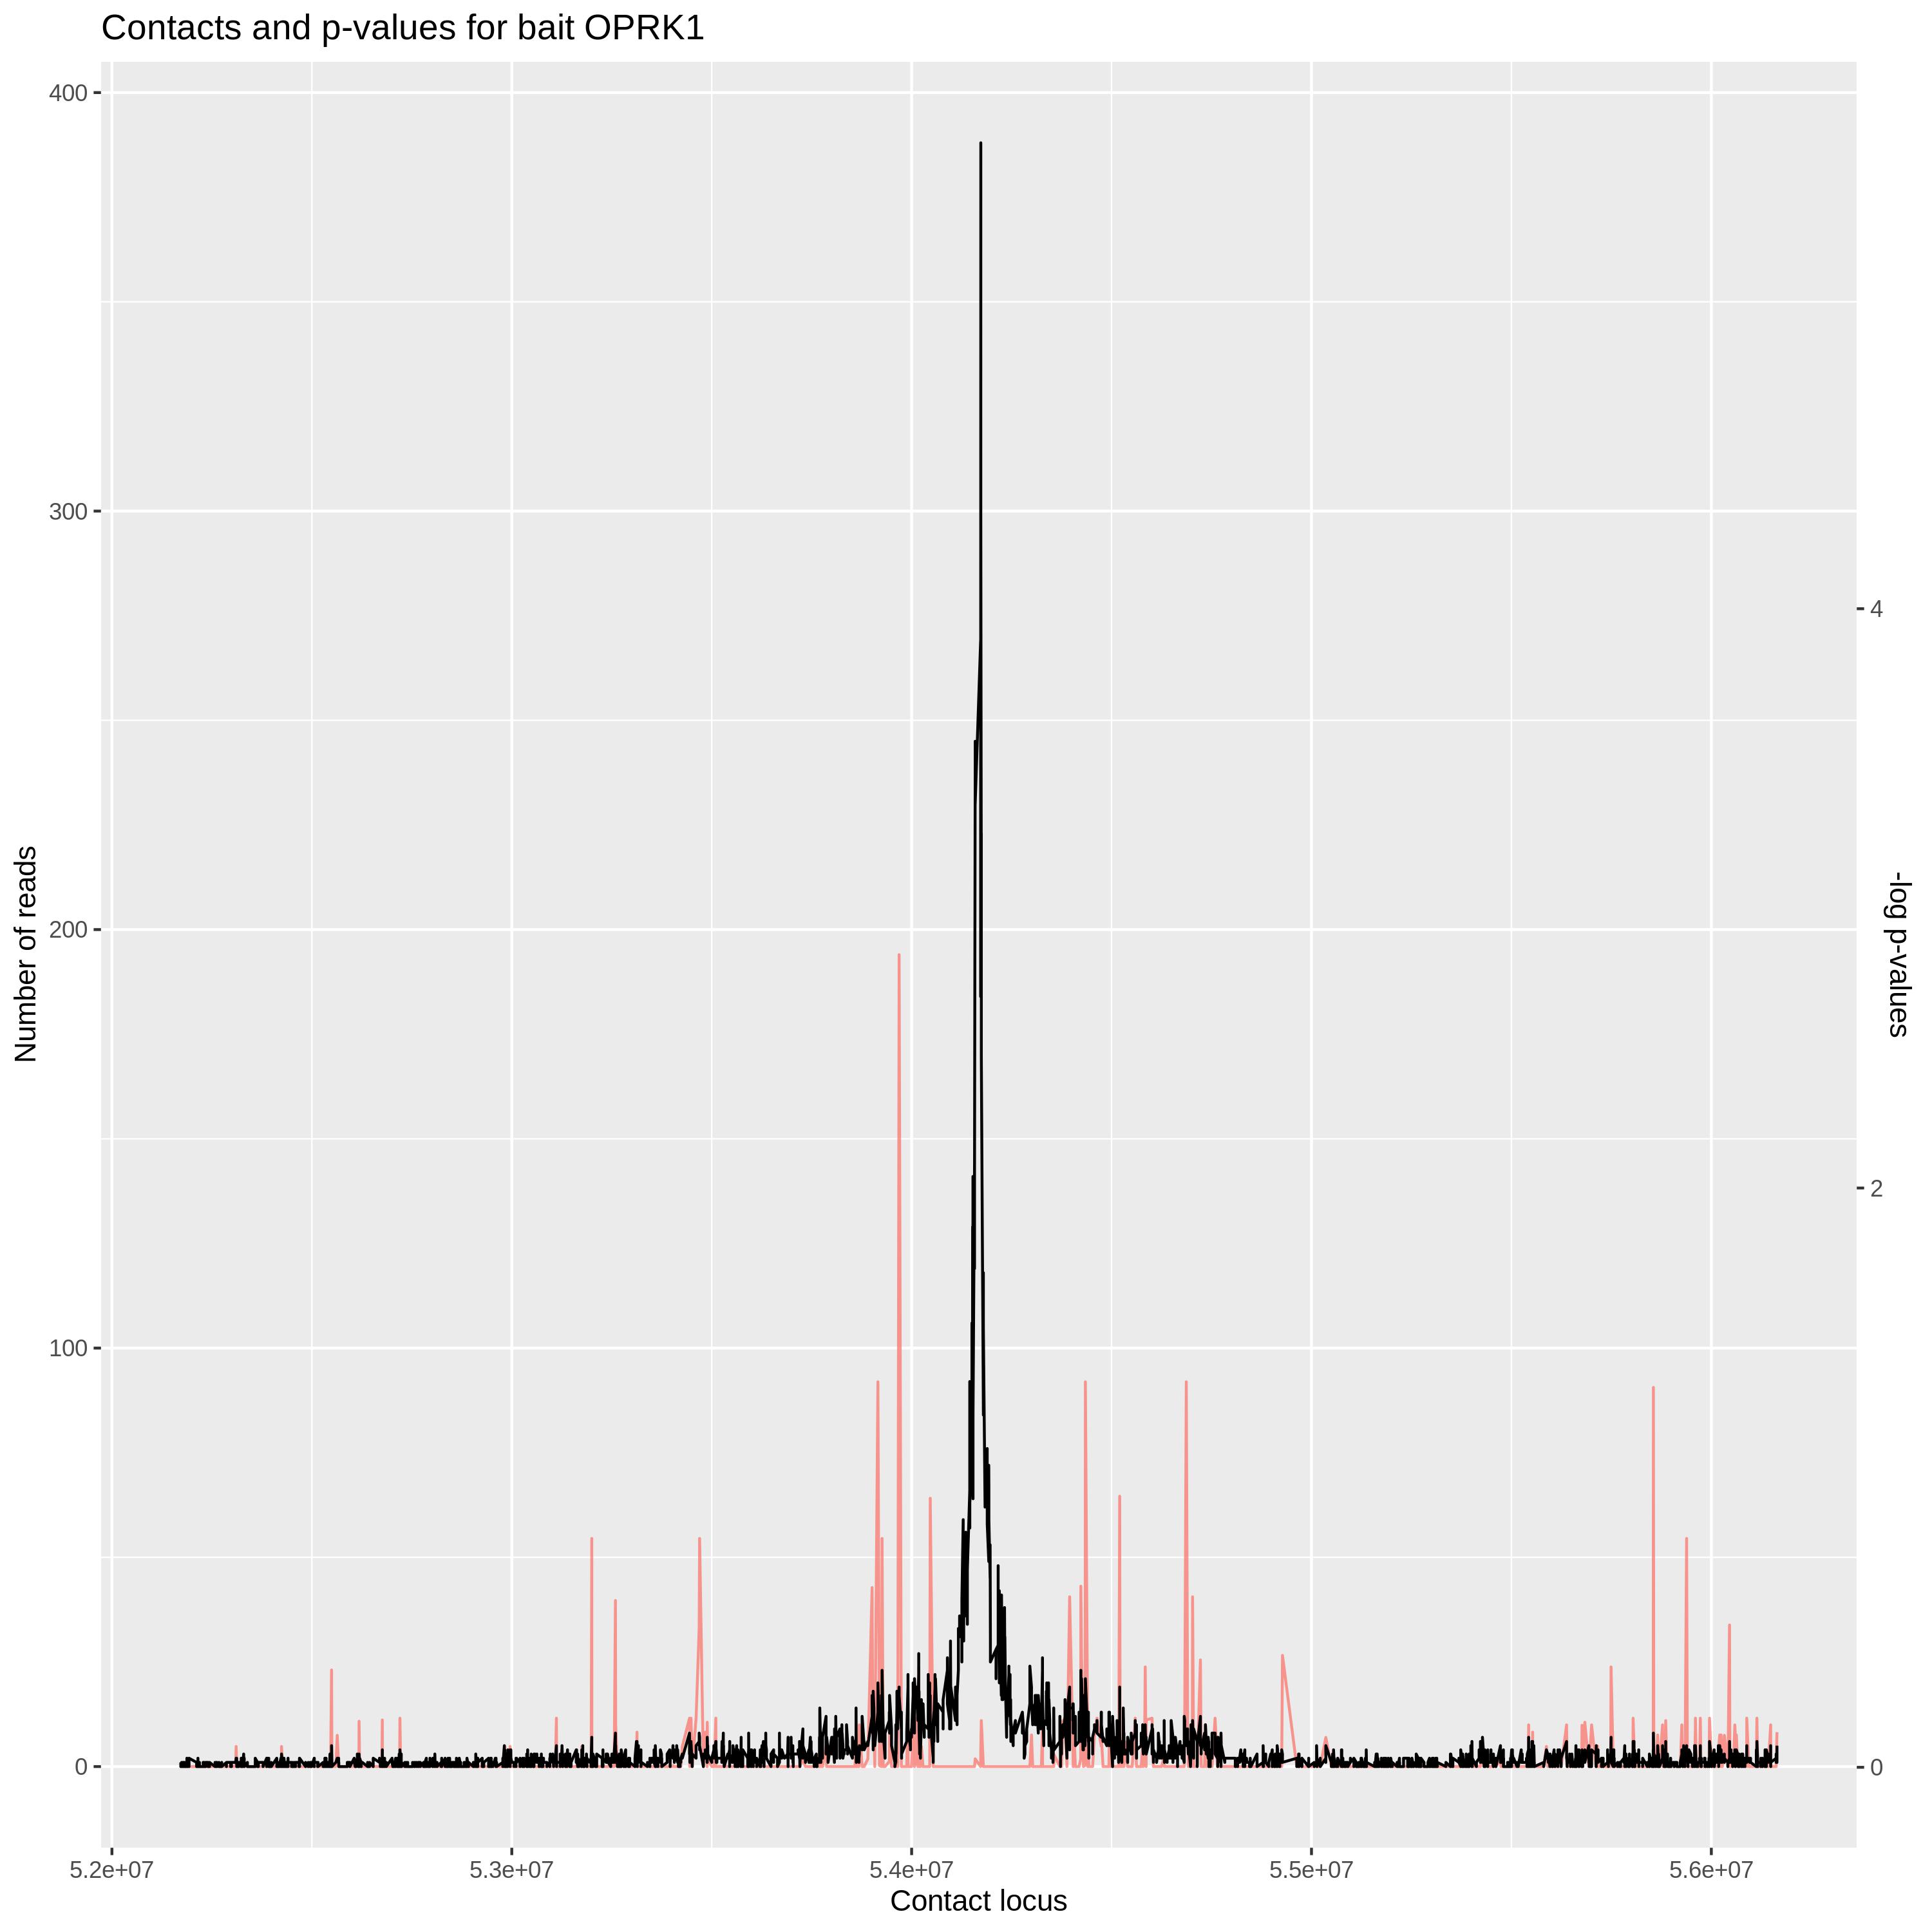 Contacts and p-values for bait OPRK1
400
300
200
100
0
Number of reads
4
2
0
-log p-values
5.2e+07
5.3e+07
5.4e+07
5.5e+07
5.6e+07
Contact locus